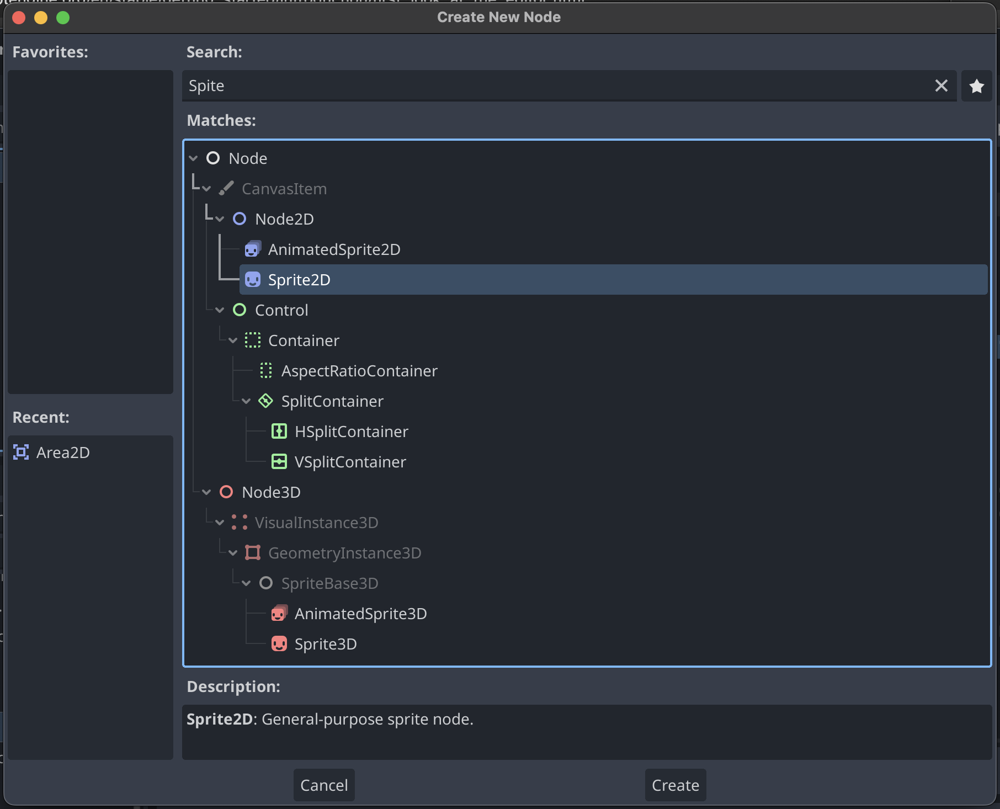 Create New Node
Favorites:
Search:
Spite
Matches:
Node
CanvasItem
Node2D
AnimatedSprite2D
Sprite2D
Control
Container
AspectRatioContainer
SplitContainer
HSplitContainer
VSplitContainer
Node3D
VisualInstance3D
GeometryInstance3D
SpriteBase3D
AnimatedSprite3D
Sprite3D
Recent:
Area2D
Description:
Sprite2D: General-purpose sprite node.
Cancel
Create